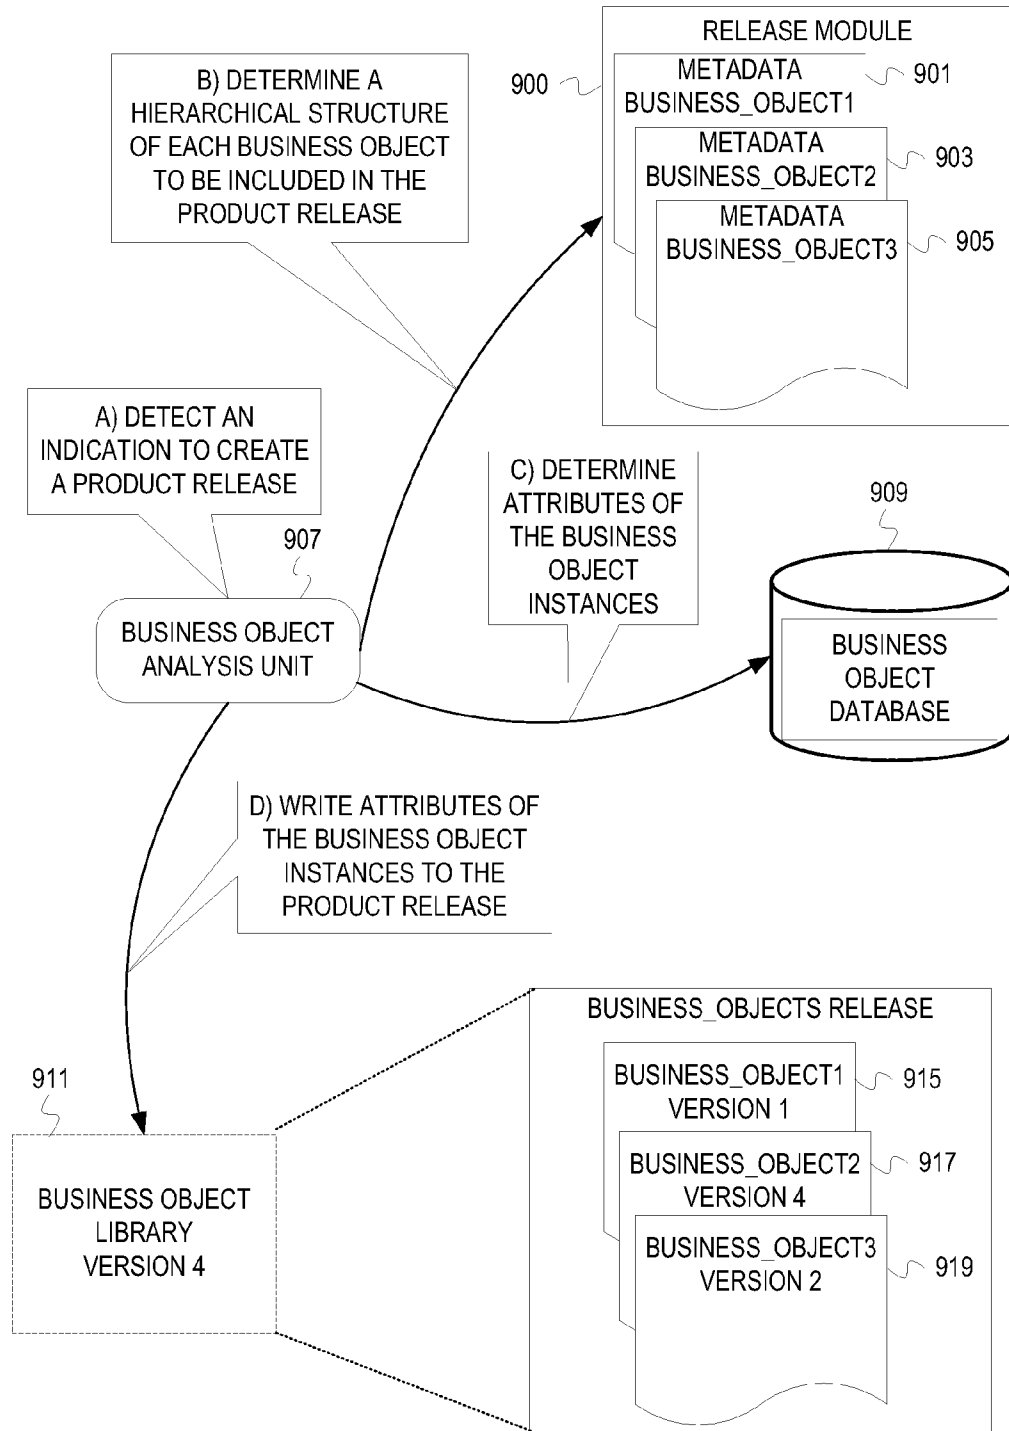 RELEASE MODULE
900
METADATA
BUSINESS_OBJECT1
901
METADATA
BUSINESS_OBJECT2
903
METADATA
BUSINESS_OBJECT3
905
B) DETERMINE A
HIERARCHICAL STRUCTURE
OF EACH BUSINESS OBJECT
TO BE INCLUDED IN THE
PRODUCT RELEASE
A) DETECT AN
INDICATION TO CREATE
A PRODUCT RELEASE
907
BUSINESS OBJECT
ANALYSIS UNIT
C) DETERMINE
ATTRIBUTES OF
THE BUSINESS
OBJECT
INSTANCES
909
BUSINESS
OBJECT
DATABASE
D) WRITE ATTRIBUTES OF
THE BUSINESS OBJECT
INSTANCES TO THE
PRODUCT RELEASE
911
BUSINESS OBJECT
LIBRARY
VERSION 4
BUSINESS_OBJECTS RELEASE
BUSINESS_OBJECT1
VERSION 1
915
BUSINESS_OBJECT2
VERSION 4
917
BUSINESS_OBJECT3
VERSION 2
919